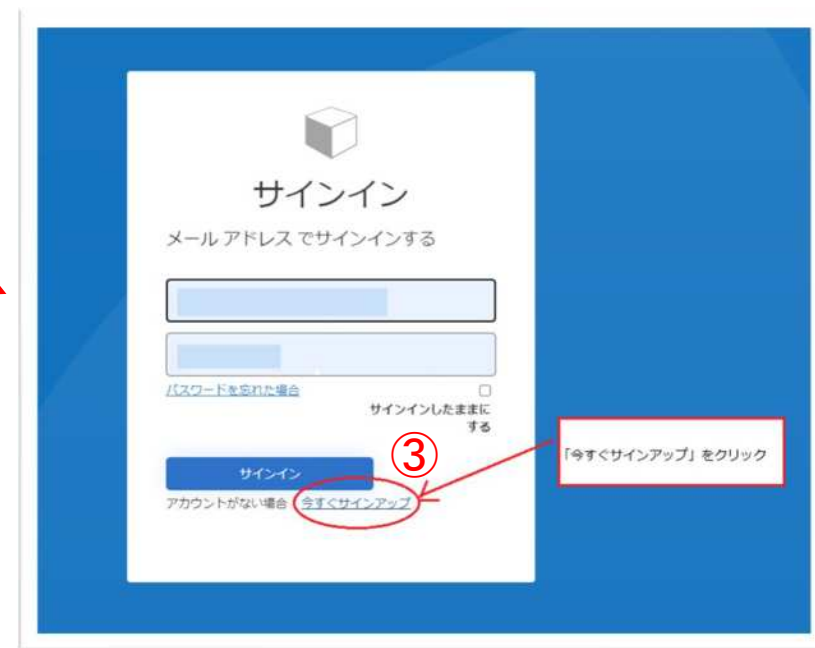 サインイン
メール アドレス でサインインする
パスワードを忘れた場合
サインインしたままに
する
③
サインイン
アカウントがない場合 今すぐサインアップ
「今すぐサインアップ」をクリック